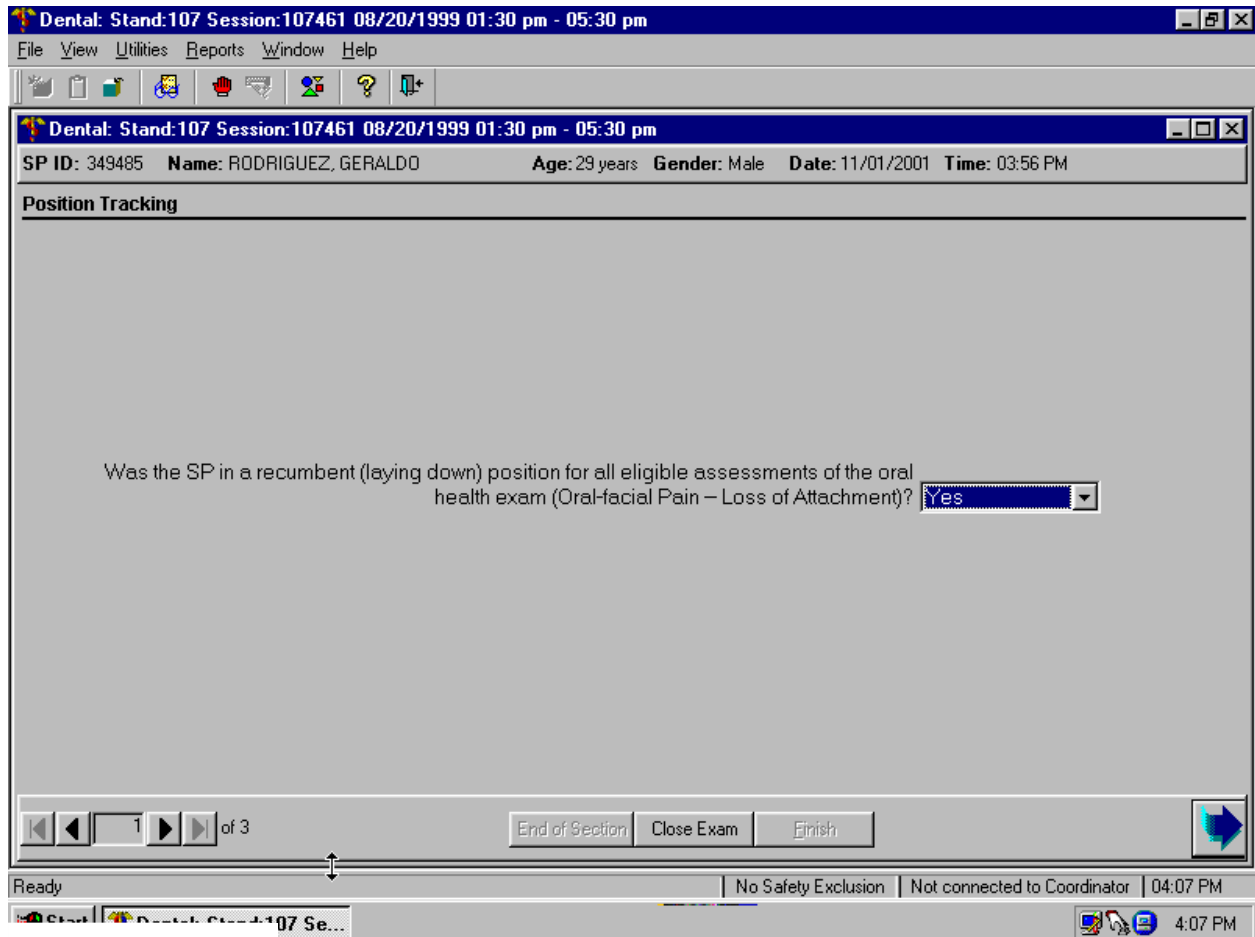 Dental: Stand:107 Session:107461 08/20/1999 01:30 pm - 05:30 pm
File View Utilities Reports Window Help
Dental: Stand:107 Session:107461 08/20/1999 01:30 pm - 05:30 pm
SP ID: 349485 Name: RODRIGUEZ, GERALDO Age: 29 years Gender: Male Date: 11/01/2001 Time: 03:56 PM
Position Tracking
Was the SP in a recumbent (laying down) position for all eligible assessments of the oral
health exam (Oral-facial Pain – Loss of Attachment)? Yes
1 of 3 End of Section Close Exam Finish
Ready No Safety Exclusion Not connected to Coordinator 04:07 PM
Start Dental: Stand:107 Se... 4:07 PM